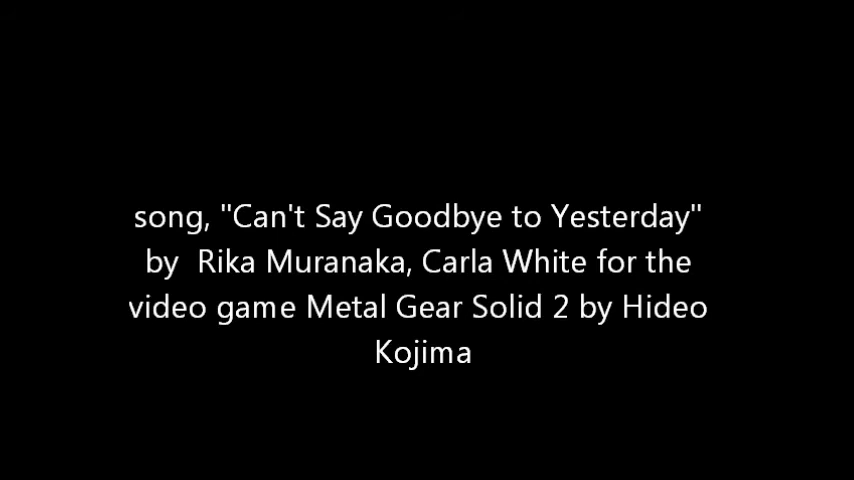 song, "Can't Say Goodbye to Yesterday"
by  Rika Muranaka, Carla White for the
video game Metal Gear Solid 2 by Hideo
Kojima